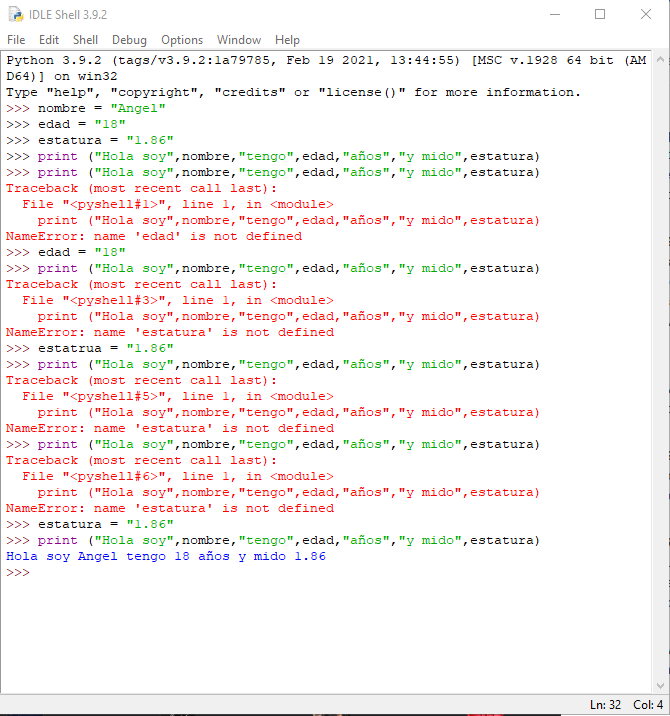 IDLE Shell 3.9.2
File Edit Shell Debug Options Window Help
Python 3.9.2 (tags/v3.9.2:1a79785, Feb 19 2021, 13:44:55) [MSC v.1928 64 bit (AM
D64)] on win32
Type "help", "copyright", "credits" or "license()" for more information.
>>> nombre = "Angel"
>>> edad = "18"
>>> estatura = "1.86"
>>> print ("Hola soy",nombre,"tengo",edad,"años","y mido",estatura)
>>> print ("Hola soy",nombre,"tengo",edad,"años","y mido",estatura)
Traceback (most recent call last):
  File "<pyshell#1>", line 1, in <module>
    print ("Hola soy",nombre,"tengo",edad,"años","y mido",estatura)
NameError: name 'edad' is not defined
>>> edad = "18"
>>> print ("Hola soy",nombre,"tengo",edad,"años","y mido",estatura)
Traceback (most recent call last):
  File "<pyshell#3>", line 1, in <module>
    print ("Hola soy",nombre,"tengo",edad,"años","y mido",estatura)
NameError: name 'estatura' is not defined
>>> estatrua = "1.86"
>>> print ("Hola soy",nombre,"tengo",edad,"años","y mido",estatura)
Traceback (most recent call last):
  File "<pyshell#5>", line 1, in <module>
    print ("Hola soy",nombre,"tengo",edad,"años","y mido",estatura)
NameError: name 'estatura' is not defined
>>> print ("Hola soy",nombre,"tengo",edad,"años","y mido",estatura)
Traceback (most recent call last):
  File "<pyshell#6>", line 1, in <module>
    print ("Hola soy",nombre,"tengo",edad,"años","y mido",estatura)
NameError: name 'estatura' is not defined
>>> estatura = "1.86"
>>> print ("Hola soy",nombre,"tengo",edad,"años","y mido",estatura)
Hola soy Angel tengo 18 años y mido 1.86
>>>
Ln: 32 Col: 4